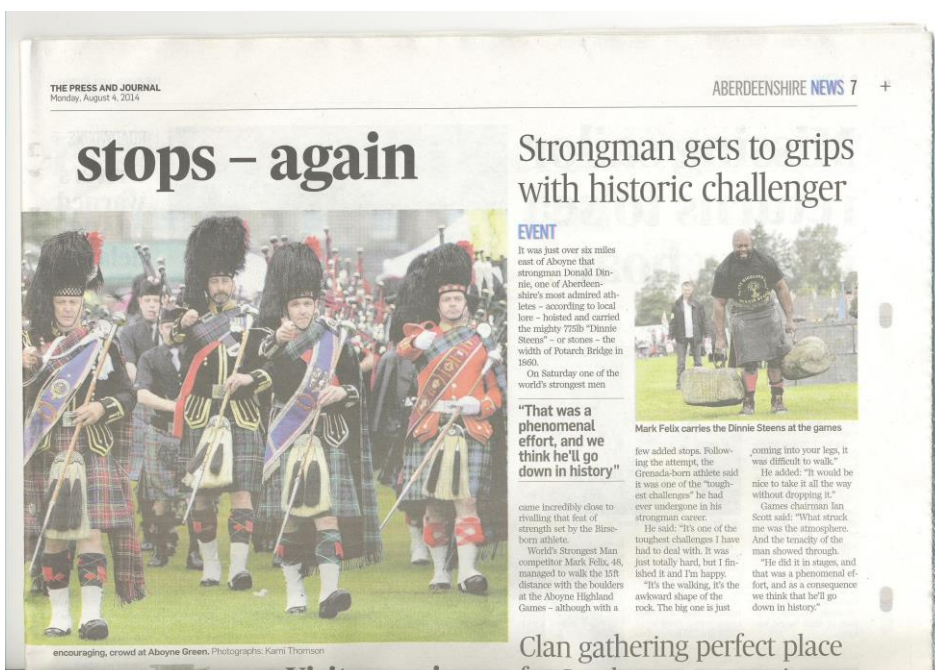 THE PRESS AND JOURNAL
Monday, August 4, 2014
ABERDEENSHIRE NEWS 7
stops – again
encouraging, crowd at Aboyne Green. Photographs: Kami Thomson
Strongman gets to grips
with historic challenger
EVENT
It was just over six miles
east of Aboyne that
strongman Donald Din-
nie, one of Aberdeen-
shire's most admired ath-
letes – according to local
lore – hoisted and carried
the mighty 775lb "Dinnie
Steens" – or stones – the
width of Potarch Bridge in
1860.
On Saturday one of the
world's strongest men
"That was a
phenomenal
effort, and we
think he'll go
down in history"
came incredibly close to
rivalling that feat of
strength set by the Birse-
born athlete.
World's Strongest Man
competitor Mark Felix, 48,
managed to walk the 15ft
distance with the boulders
at the Aboyne Highland
Games – although with a
Mark Felix carries the Dinnie Steens at the games
few added stops. Follow-
ing the attempt, the
Grenada-born athlete said
it was one of the "tough-
est challenges" he had
ever undergone in his
strongman career.
He said: "It's one of the
toughest challenges I have
had to deal with. It was
just totally hard, but I fin-
ished it and I'm happy.
"It's the walking, it's the
awkward shape of the
rock. The big one is just
coming into your legs, it
was difficult to walk."
He added: "It would be
nice to take it all the way
without dropping it."
Games chairman Ian
Scott said: "What struck
me was the atmosphere.
And the tenacity of the
man showed through.
"He did it in stages, and
that was a phenomenal ef-
fort, and as a consequence
we think that he'll go
down in history."
Clan gathering perfect place